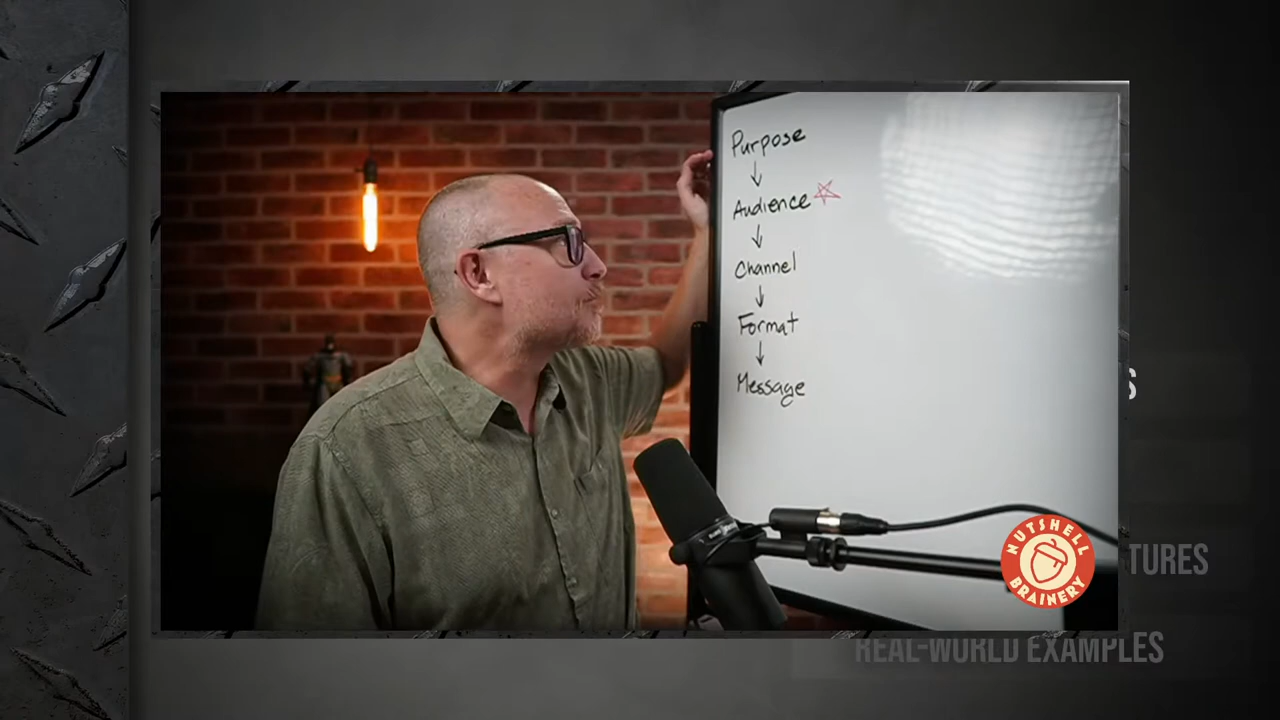 Purpose
Audience
Channel
Format
Message
NUTSHELL
BRAINERY
TURES
REAL-WORLD EXAMPLES